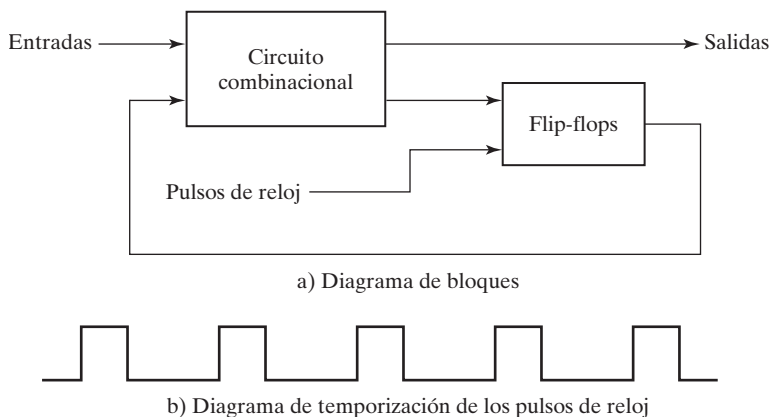 Entradas
Circuito
combinacional
Salidas
Flip-flops
Pulsos de reloj
a) Diagrama de bloques
b) Diagrama de temporización de los pulsos de reloj